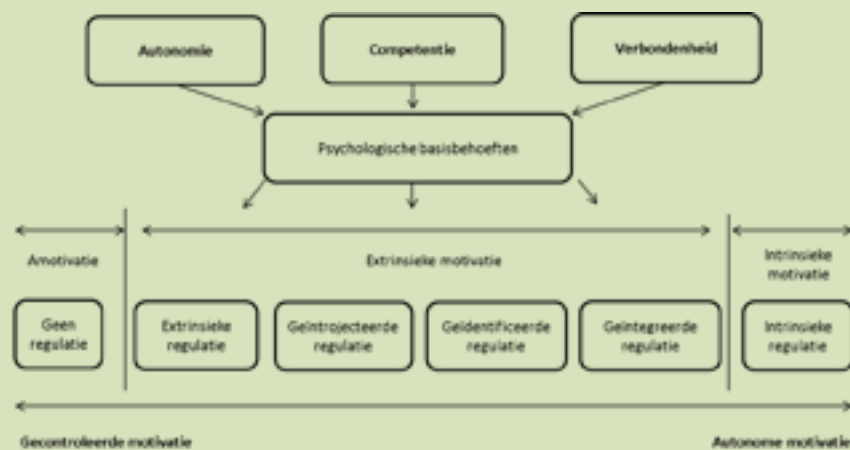 Autonomie
Competentie
Verbondenheid
Psychologische basisbehoeften
Amotivatie
Extrinsieke motivatie
Intrinsieke
motivatie
Geen
regulatie
Extrinsieke
regulatie
Geïntrojecteerde
regulatie
Geïdentificeerde
regulatie
Geïntegreerde
regulatie
Intrinsieke
regulatie
Gecontroleerde motivatie
Autonome motivatie